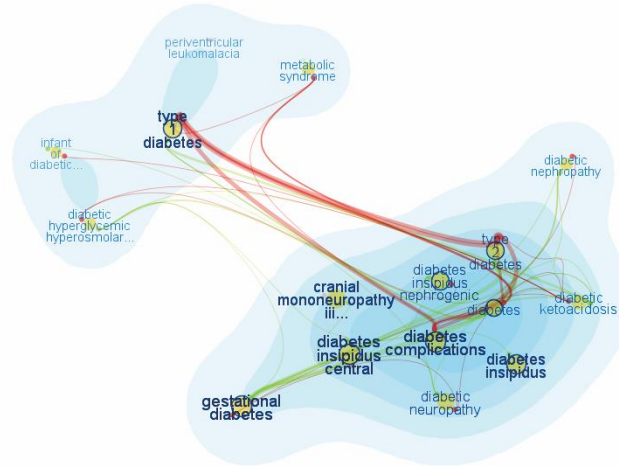 periventricular
leukomalacia
metabolic
syndrome
type
1
diabetes
infant
of
diabetic...
diabetic
hyperglycemic
hyperosmolar...
diabetic
nephropathy
type
2
diabetes
diabetes
insipidus
nephrogenic
cranial
mononeuropathy
iii...
diabetes
diabetic
ketoacidosis
diabetes
complications
diabetes
insipidus
central
diabetes
insipidus
gestational
diabetes
diabetic
neuropathy